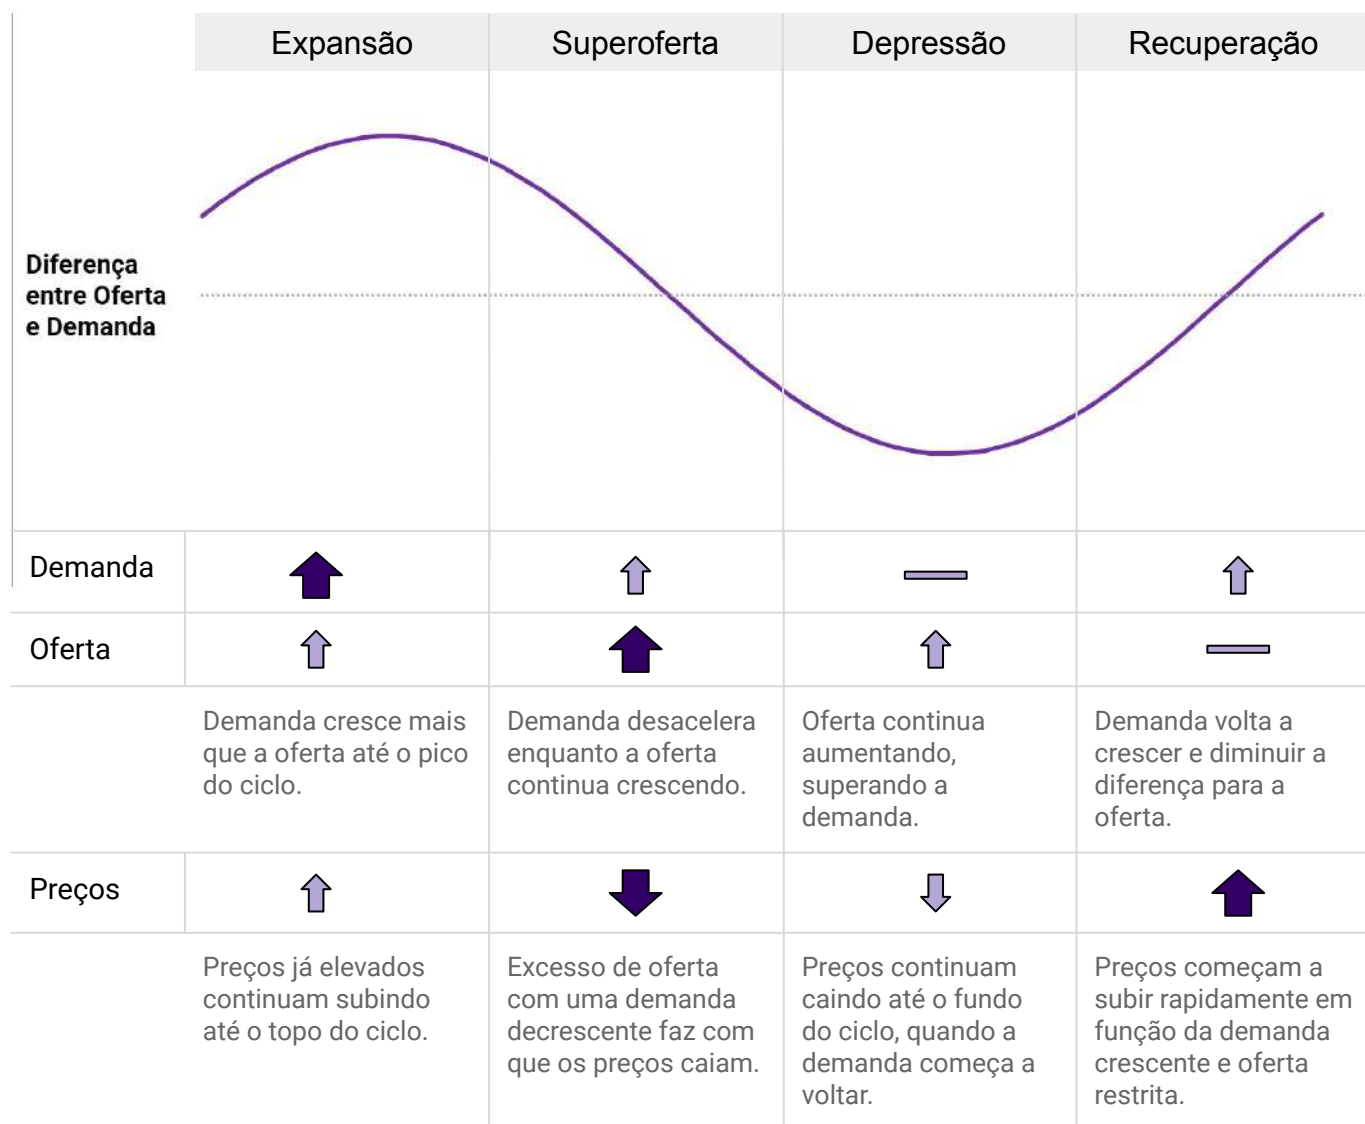 Expansão
Superoferta
Depressão
Recuperação
Diferença
entre Oferta
e Demanda
Demanda
Oferta
Demanda cresce mais
que a oferta até o pico
do ciclo.
Demanda desacelera
enquanto a oferta
continua crescendo.
Oferta continua
aumentando,
superando a
demanda.
Demanda volta a
crescer e diminuir a
diferença para a
oferta.
Preços
Preços já elevados
continuam subindo
até o topo do ciclo.
Excesso de oferta
com uma demanda
decrescente faz com
que os preços caiam.
Preços continuam
caindo até o fundo
do ciclo, quando a
demanda começa a
voltar.
Preços começam a
subir rapidamente em
função da demanda
crescente e oferta
restrita.